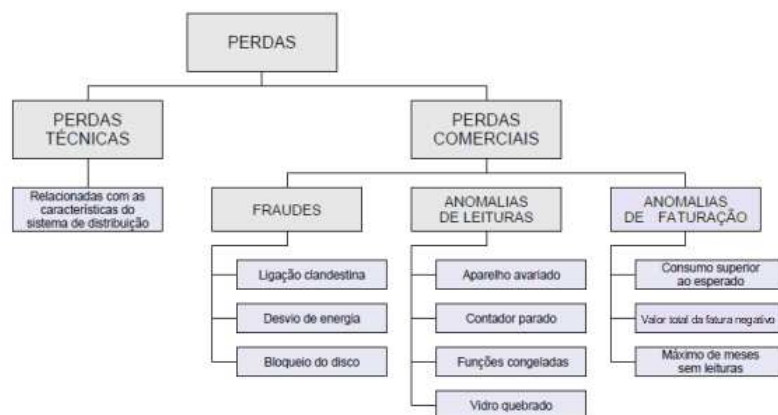 PERDAS
PERDAS
TÉCNICAS
PERDAS
COMERCIAIS
Relacionadas com as
características do
sistema de distribuição
FRAUDES
Ligação clandestina
Desvio de energia
Bloqueio do disco
ANOMALIAS
DE LEITURAS
Aparelho avariado
Contador parado
Funções congeladas
Vidro quebrado
ANOMALIAS
DE FATURAÇÃO
Consumo superior
ao esperado
Valor total da fatura negativo
Máximo de meses
sem leituras